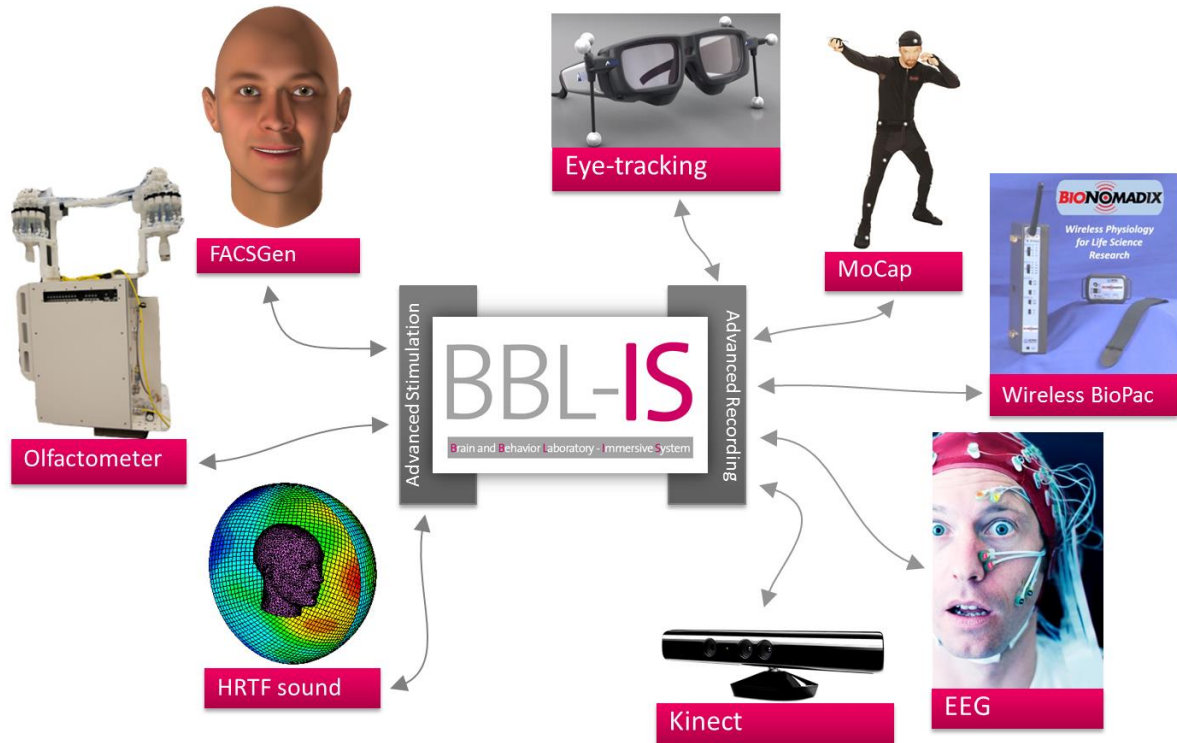 FACSGen
Olfactometer
HRTF sound
Advanced Stimulation
BBL-IS
Brain and Behavior Laboratory - Immersive System
Advanced Recording
Eye-tracking
MoCap
BIONOMADIX
Wireless Physiology
for Life Science
Research
Wireless BioPac
EEG
Kinect